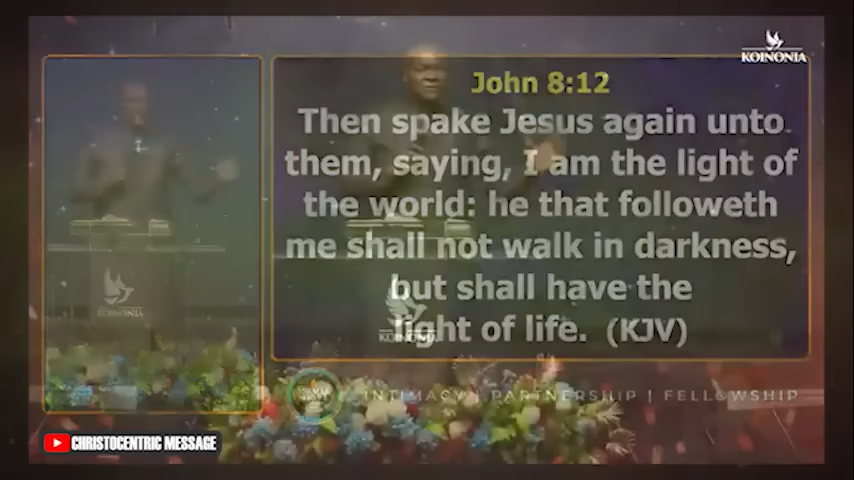 KOINONIA
John 8:12
Then spake Jesus again unto
them, saying, I am the light of
the world: he that followeth
me shall not walk in darkness,
but shall have the
light of life. (KJV)
KOINONIA
KOINONIA
INTIMACY | PARTNERSHIP | FELLOWSHIP
CHRISTOCENTRIC MESSAGE